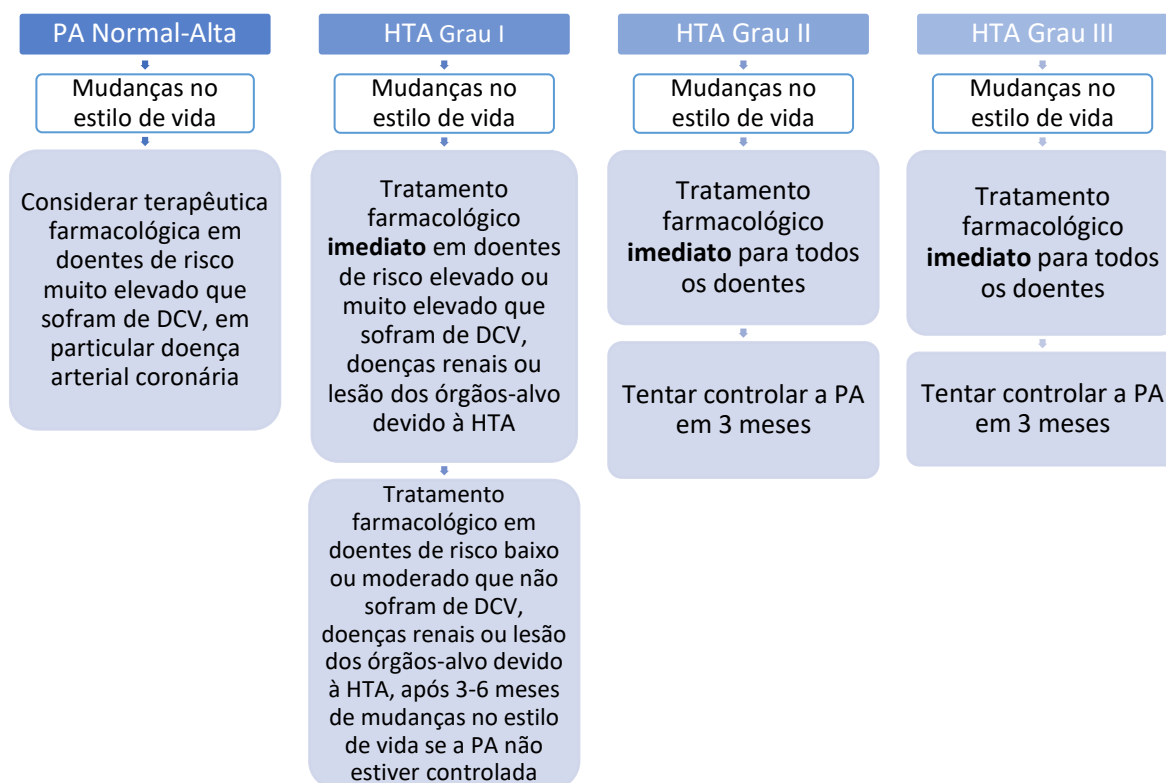 PA Normal-Alta
Mudanças no
estilo de vida
Considerar terapêutica
farmacológica em
doentes de risco
muito elevado que
sofram de DCV, em
particular doença
arterial coronária
HTA Grau I
Mudanças no
estilo de vida
Tratamento
farmacológico
imediato em doentes
de risco elevado ou
muito elevado que
sofram de DCV,
doenças renais ou
lesão dos órgãos-alvo
devido à HTA
Tratamento
farmacológico em
doentes de risco baixo
ou moderado que não
sofram de DCV,
doenças renais ou lesão
dos órgãos-alvo devido
à HTA, após 3-6 meses
de mudanças no estilo
de vida se a PA não
estiver controlada
HTA Grau II
Mudanças no
estilo de vida
Tratamento
farmacológico
imediato para todos
os doentes
Tentar controlar a PA
em 3 meses
HTA Grau III
Mudanças no
estilo de vida
Tratamento
farmacológico
imediato para todos
os doentes
Tentar controlar a PA
em 3 meses